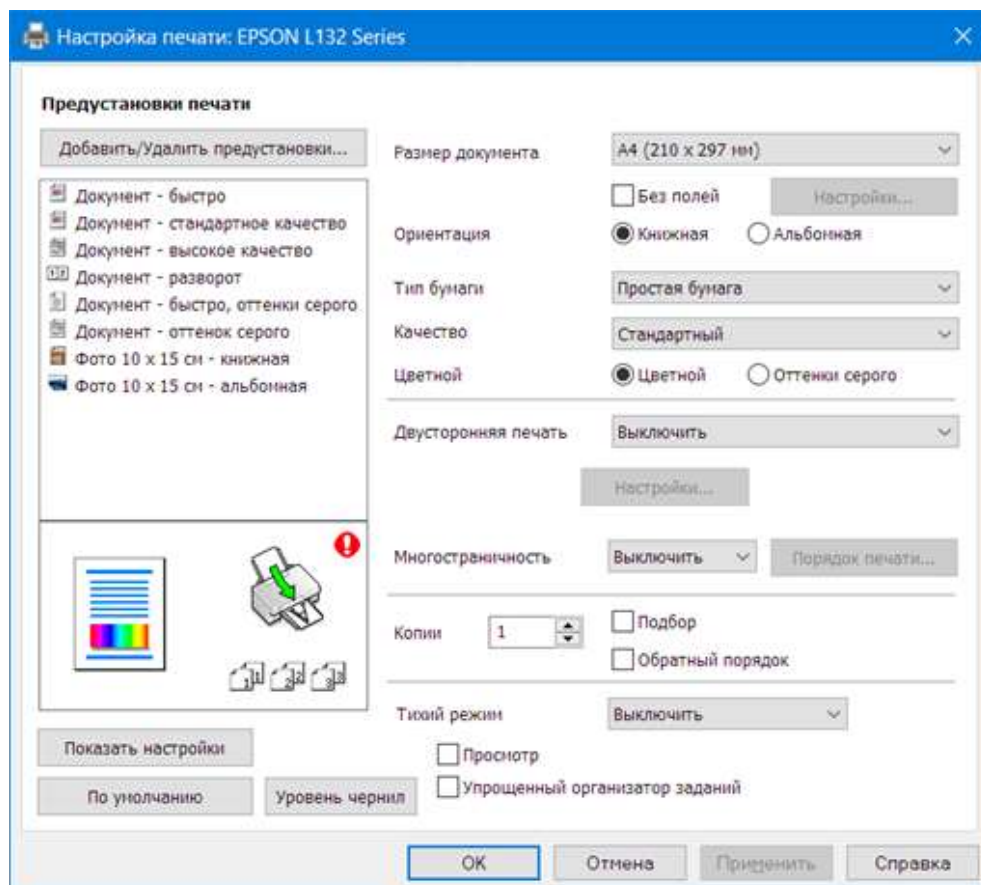 Настройка печати: EPSON L132 Series
Предустановки печати
Добавить/Удалить предустановки...
Документ - быстро
Документ - стандартное качество
Документ - высокое качество
Документ - разворот
Документ - быстро, оттенки серого
Документ - оттенок серого
Фото 10 x 15 см - книжная
Фото 10 x 15 см - альбомная
Показать настройки
По умолчанию
Уровень чернил
Размер документа
A4 (210 x 297 мм)
Без полей
Настройки...
Ориентация
Книжная
Альбомная
Тип бумаги
Простая бумага
Качество
Стандартный
Цветной
Цветной
Оттенки серого
Двусторонняя печать
Выключить
Настройки...
Многостраничность
Выключить
Порядок печати...
Копии
1
Подбор
Обратный порядок
Тихий режим
Выключить
Просмотр
Упрощенный организатор заданий
OK
Отмена
Применить
Справка